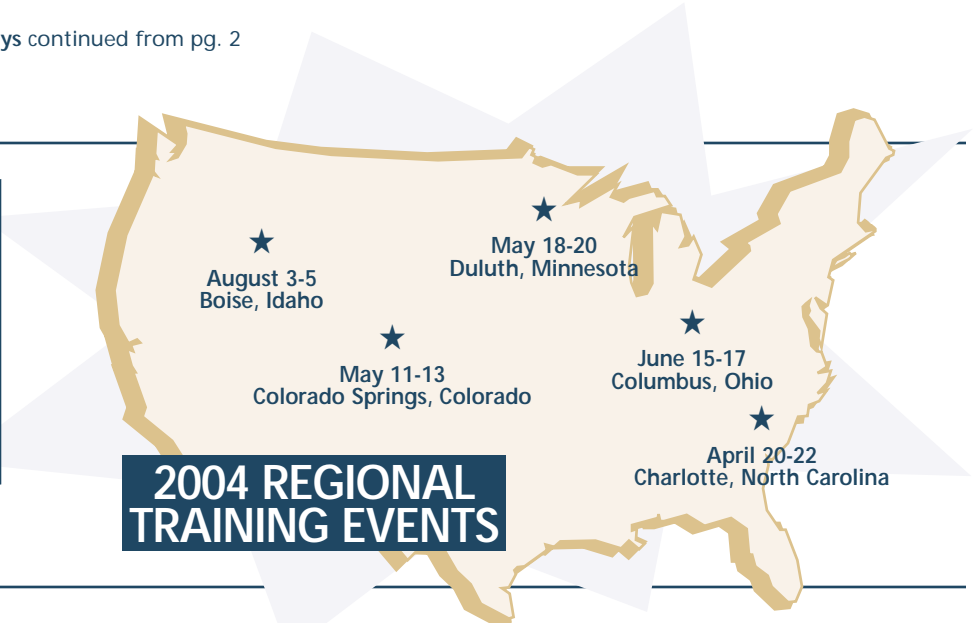 ys continued from pg. 2
May 18-20
Duluth, Minnesota
August 3-5
Boise, Idaho
May 11-13
Colorado Springs, Colorado
June 15-17
Columbus, Ohio
April 20-22
Charlotte, North Carolina
2004 REGIONAL
TRAINING EVENTS